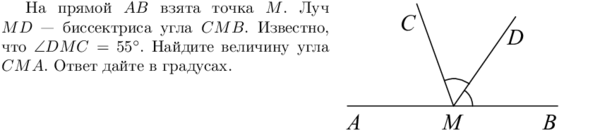 На прямой AB взята точка M. Луч
MD — биссектриса угла CMB. Известно,
что ∠DMC = 55°. Найдите величину угла
CMA. Ответ дайте в градусах.
C
D
A M B